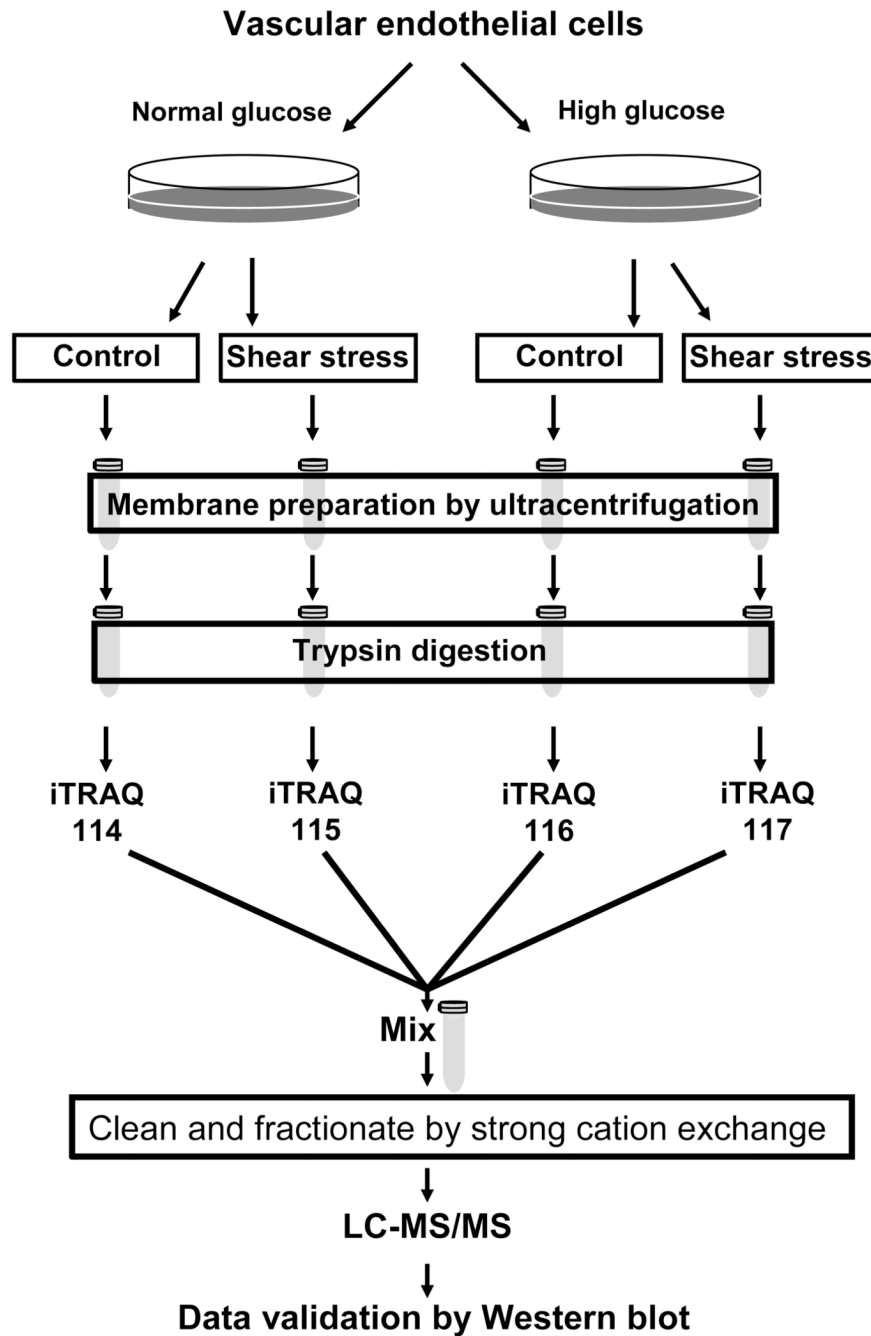 Vascular endothelial cells
Normal glucose
High glucose
Control
Shear stress
Control
Shear stress
Membrane preparation by ultracentrifugation
Trypsin digestion
iTRAQ
114
iTRAQ
115
iTRAQ
116
iTRAQ
117
Mix
Clean and fractionate by strong cation exchange
LC-MS/MS
Data validation by Western blot